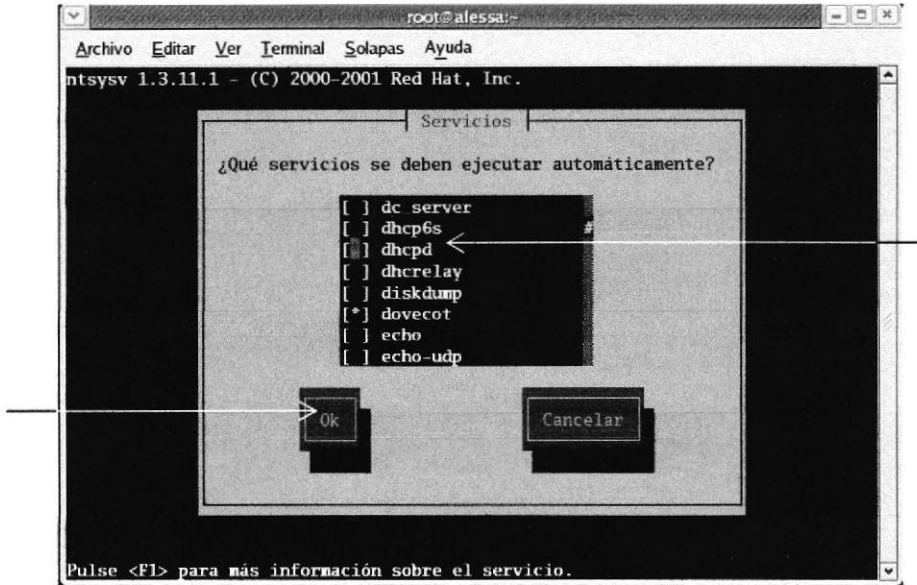 root@alessa:~
Archivo Editar Ver Terminal Solapas Ayuda
ntsysv 1.3.11.1 - (C) 2000-2001 Red Hat, Inc.
Servicios
¿Qué servicios se deben ejecutar automáticamente?
[ ] dc_server
[ ] dhcp6s #
[*] dhcpd
[ ] dhcrelay
[ ] diskdump
[*] dovecot
[ ] echo
[ ] echo-udp
Ok Cancelar
Pulse <F1> para más información sobre el servicio.